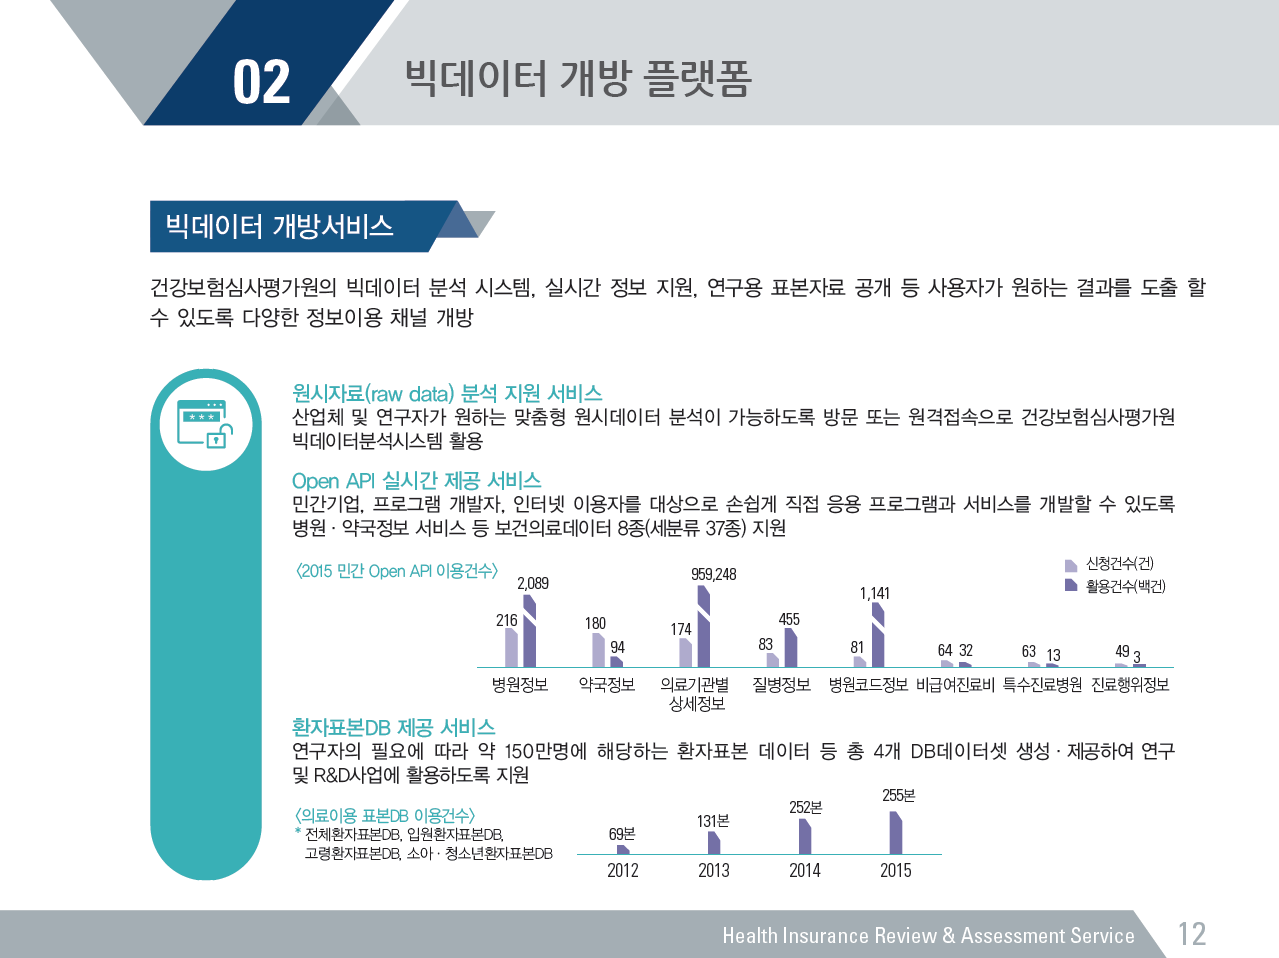 02
빅데이터 개방 플랫폼
빅데이터 개방서비스
건강보험심사평가원의 빅데이터 분석 시스템, 실시간 정보 지원, 연구용 표본자료 공개 등 사용자가 원하는 결과를 도출 할
수 있도록 다양한 정보이용 채널 개방
***
원시자료(raw data) 분석 지원 서비스
산업체 및 연구자가 원하는 맞춤형 원시데이터 분석이 가능하도록 방문 또는 원격접속으로 건강보험심사평가원
빅데이터분석시스템 활용
Open API 실시간 제공 서비스
민간기업, 프로그램 개발자, 인터넷 이용자를 대상으로 손쉽게 직접 응용 프로그램과 서비스를 개발할 수 있도록
병원 · 약국정보 서비스 등 보건의료데이터 8종(세분류 37종) 지원
〈2015 민간 Open API 이용건수〉
신청건수(건)
활용건수(백건)
216 2,089 180 94 174 959,248 83 455 81 1,141 64 32 63 13 49 3
병원정보 약국정보 의료기관별 질병정보 병원코드정보 비급여진료비 특수진료병원 진료행위정보
상세정보
환자표본DB 제공 서비스
연구자의 필요에 따라 약 150만명에 해당하는 환자표본 데이터 등 총 4개 DB데이터셋 생성 · 제공하여 연구
및 R&D사업에 활용하도록 지원
〈의료이용 표본DB 이용건수〉
* 전체환자표본DB, 입원환자표본DB,
고령환자표본DB, 소아 · 청소년환자표본DB
69본 131본 252본 255본
2012 2013 2014 2015
Health Insurance Review & Assessment Service 12